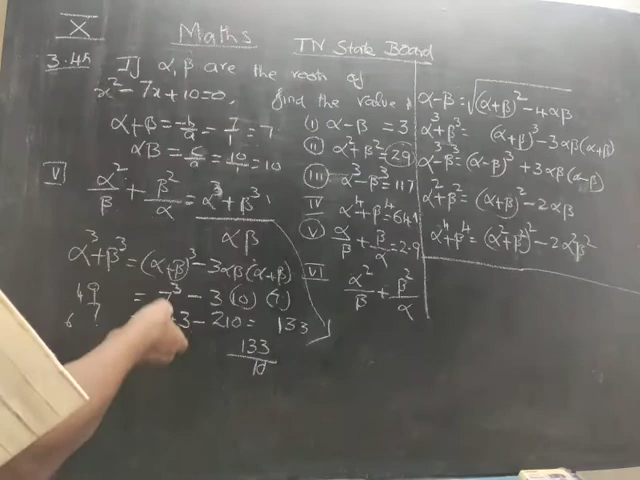 X Maths TN State Board
3.45 If α, β are the roots of
x² - 7x + 10 = 0, find the value
α+β = -b/a = 7/1 = 7
αβ = c/a = 10/1 = 10
V
α²/β + β²/α = α³ + β³
αβ
α³+β³ = (α+β)³ - 3αβ(α+β)
= 7³ - 3(10)(7)
3 - 210 = 133
133/10
49
7
6
(i) α - β = 3
(ii) α²+β² = 29
(iii) α³-β³ = 117
IV α⁴+β⁴ = 641
V α/β + β/α = 2.9
VI α²/β + β²/α
α-β = √(α+β)² - 4αβ
α³+β³ = (α+β)³ - 3αβ(α+β)
α³-β³ = (α-β)³ + 3αβ(α-β)
α²+β² = (α+β)² - 2αβ
α⁴+β⁴ = (α²+β²)² - 2α²β²